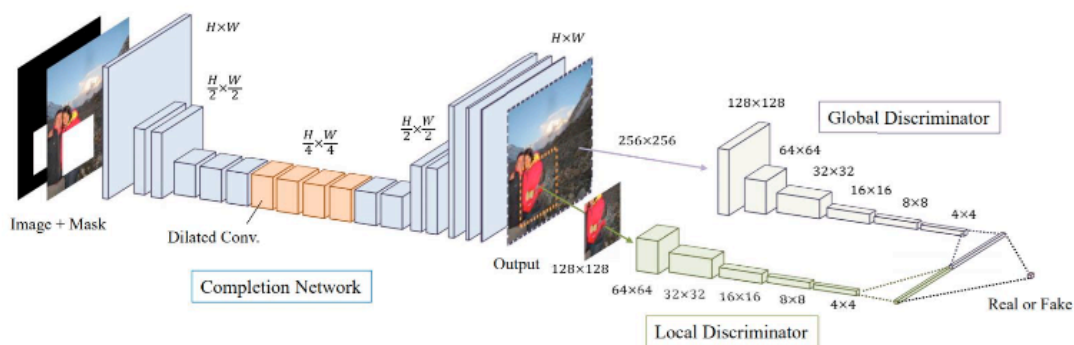 H×W
H/2 × W/2
H/4 × W/4
H/2 × W/2
H×W
Image + Mask
Dilated Conv.
Completion Network
Output
256×256
128×128
64×64
32×32
16×16
8×8
4×4
Global Discriminator
128×128
64×64
32×32
16×16
8×8
4×4
Local Discriminator
Real or Fake